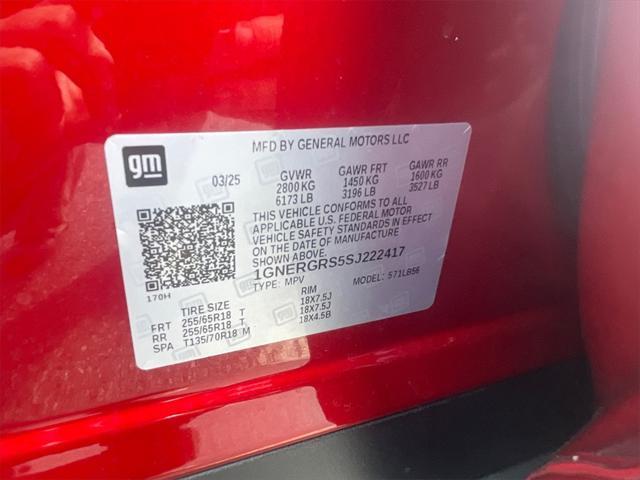 MFD BY GENERAL MOTORS LLC
gm
03/25
GVWR GAWR FRT GAWR RR
2800 KG 1450 KG 1600 KG
6173 LB 3196 LB 3527 LB
THIS VEHICLE CONFORMS TO ALL
APPLICABLE U.S. FEDERAL MOTOR
VEHICLE SAFETY STANDARDS IN EFFECT
ON THE DATE OF MANUFACTURE
SHOWN ABOVE.
1GNERGRS5SJ222417
TYPE: MPV MODEL: 571LB56
170H
TIRE SIZE RIM
FRT 255/65R18 T 18X7.5J
RR 255/65R18 T 18X7.5J
SPA T135/70R18 M 18X4.5B